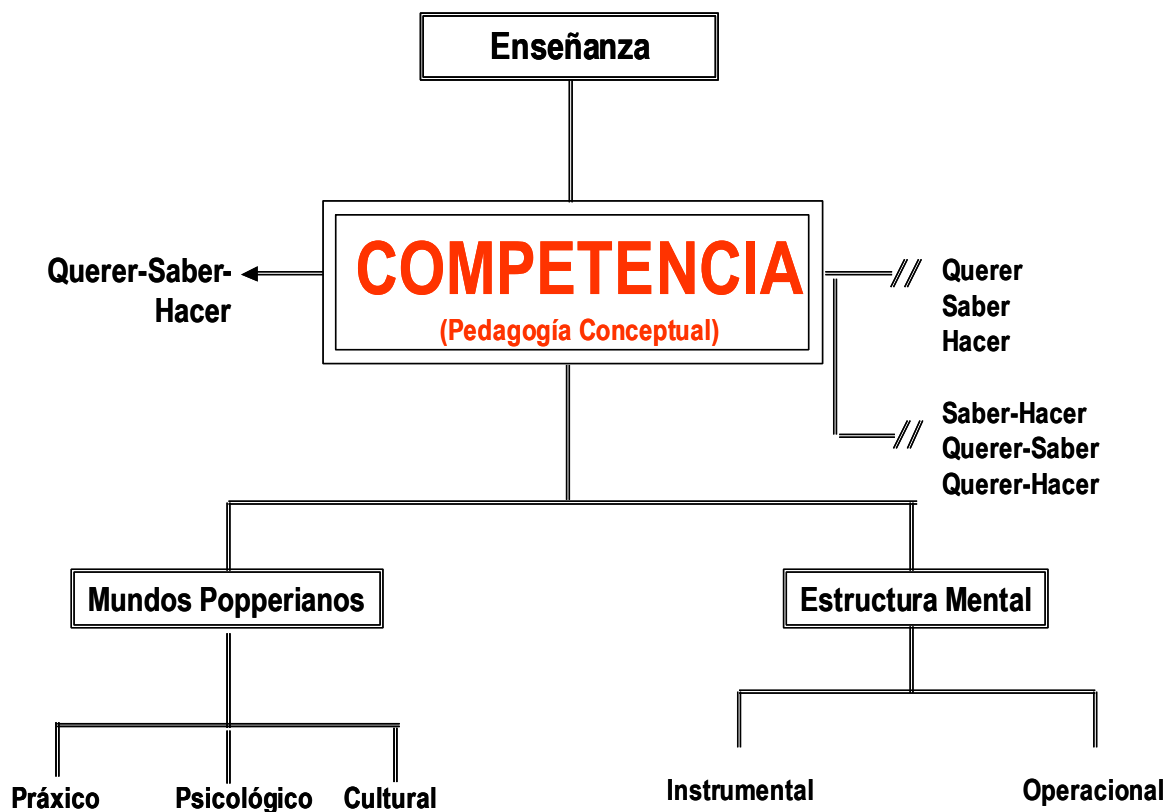 Enseñanza
COMPETENCIA
(Pedagogía Conceptual)
Querer-Saber-
Hacer
Querer
Saber
Hacer
Saber-Hacer
Querer-Saber
Querer-Hacer
Mundos Popperianos
Estructura Mental
Práxico
Psicológico
Cultural
Instrumental
Operacional